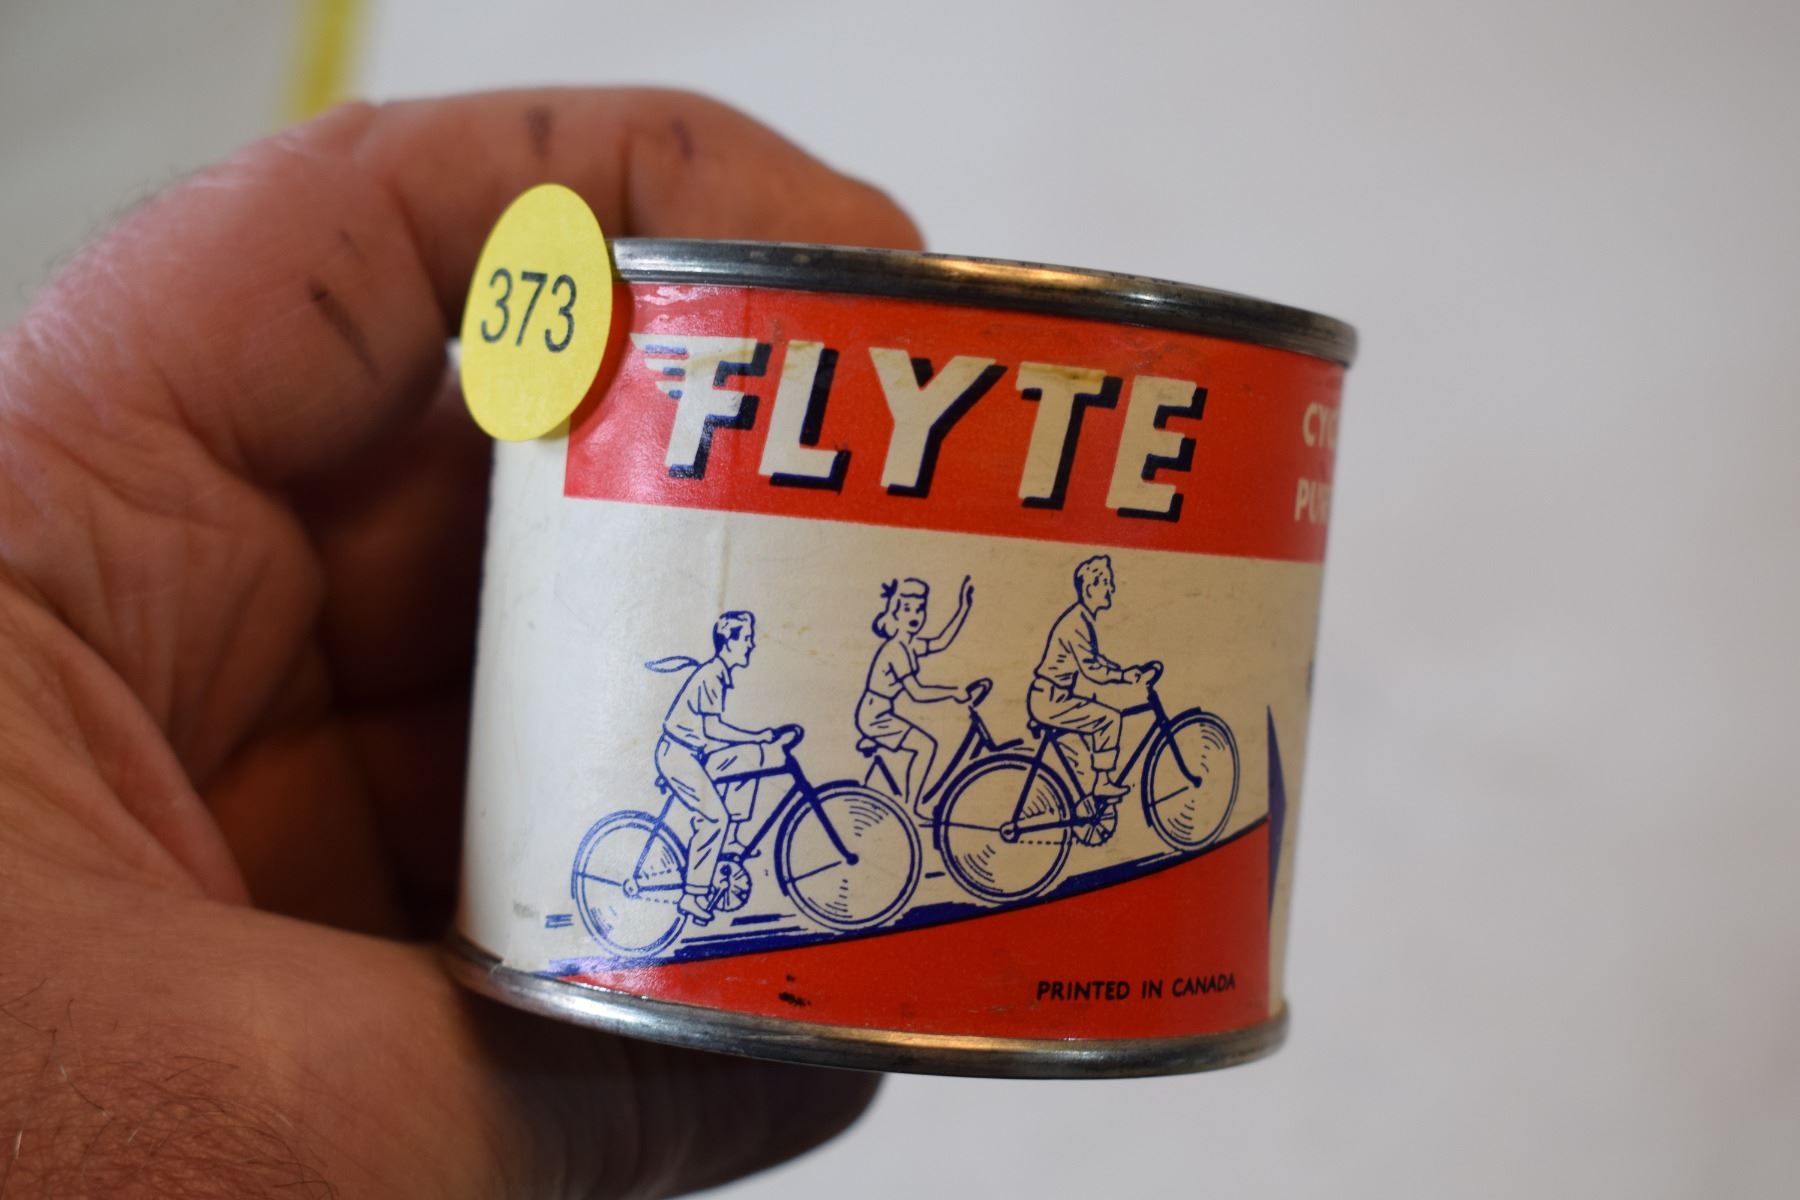 373
FLYTE
PRINTED IN CANADA